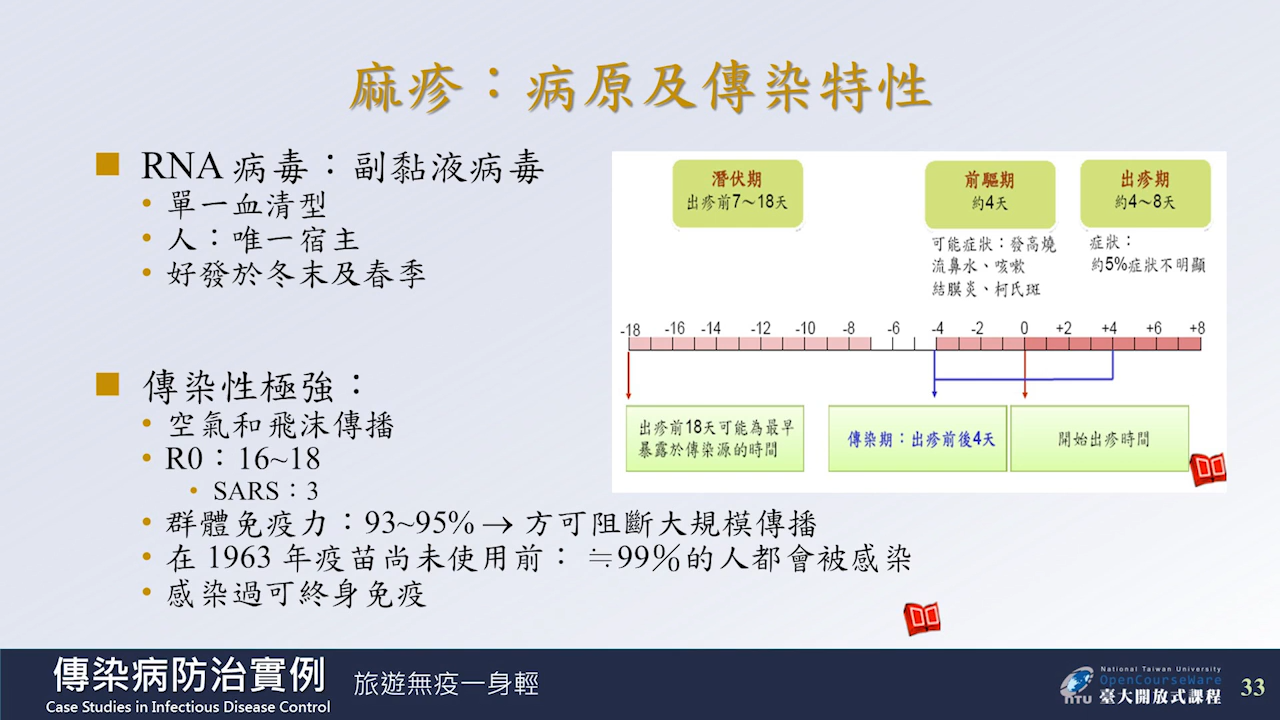 麻疹：病原及傳染特性
RNA 病毒：副黏液病毒
單一血清型
人：唯一宿主
好發於冬末及春季
傳染性極強：
空氣和飛沫傳播
R0：16~18
SARS：3
群體免疫力：93~95% → 方可阻斷大規模傳播
在 1963 年疫苗尚未使用前： ≒99%的人都會被感染
感染過可終身免疫
潛伏期
出疹前7～18天
前驅期
約4天
出疹期
約4～8天
可能症狀：發高燒
流鼻水、咳嗽
結膜炎、柯氏斑
症狀：
約5%症狀不明顯
-18 -16 -14 -12 -10 -8 -6 -4 -2 0 +2 +4 +6 +8
出疹前18天可能為最早
暴露於傳染源的時間
傳染期：出疹前後4天
開始出疹時間
傳染病防治實例
Case Studies in Infectious Disease Control
旅遊無疫一身輕
National Taiwan University
OpenCourseWare
臺大開放式課程
NTU
33